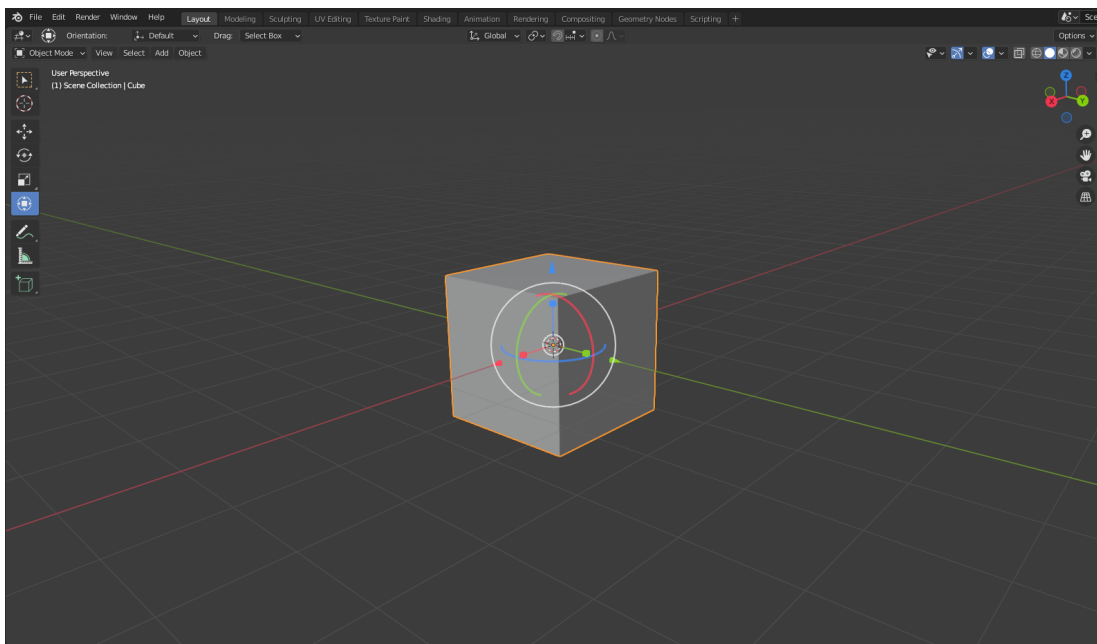 File Edit Render Window Help Layout Modeling Sculpting UV Editing Texture Paint Shading Animation Rendering Compositing Geometry Nodes Scripting + Sce
Orientation: Default Drag: Select Box Global Options
Object Mode View Select Add Object
User Perspective
(1) Scene Collection | Cube
Z
X Y